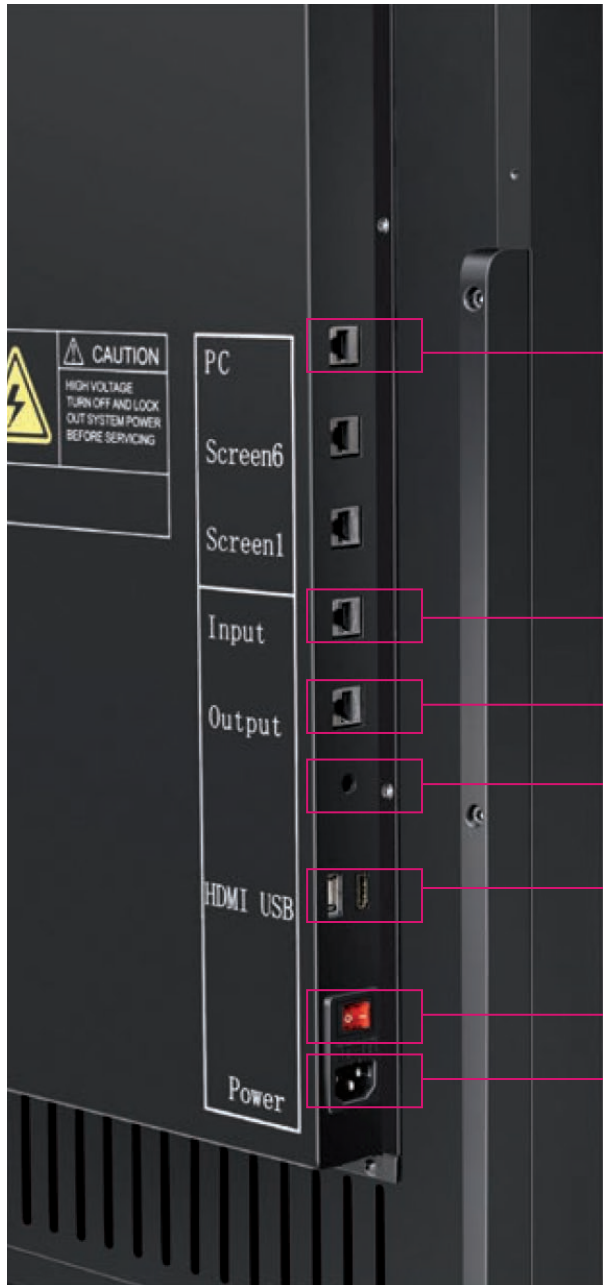 CAUTION
HIGH VOLTAGE
TURN OFF AND LOCK
OUT SYSTEM POWER
BEFORE SERVICING
PC
Screen6
Screen1
Input
Output
HDMI USB
Power